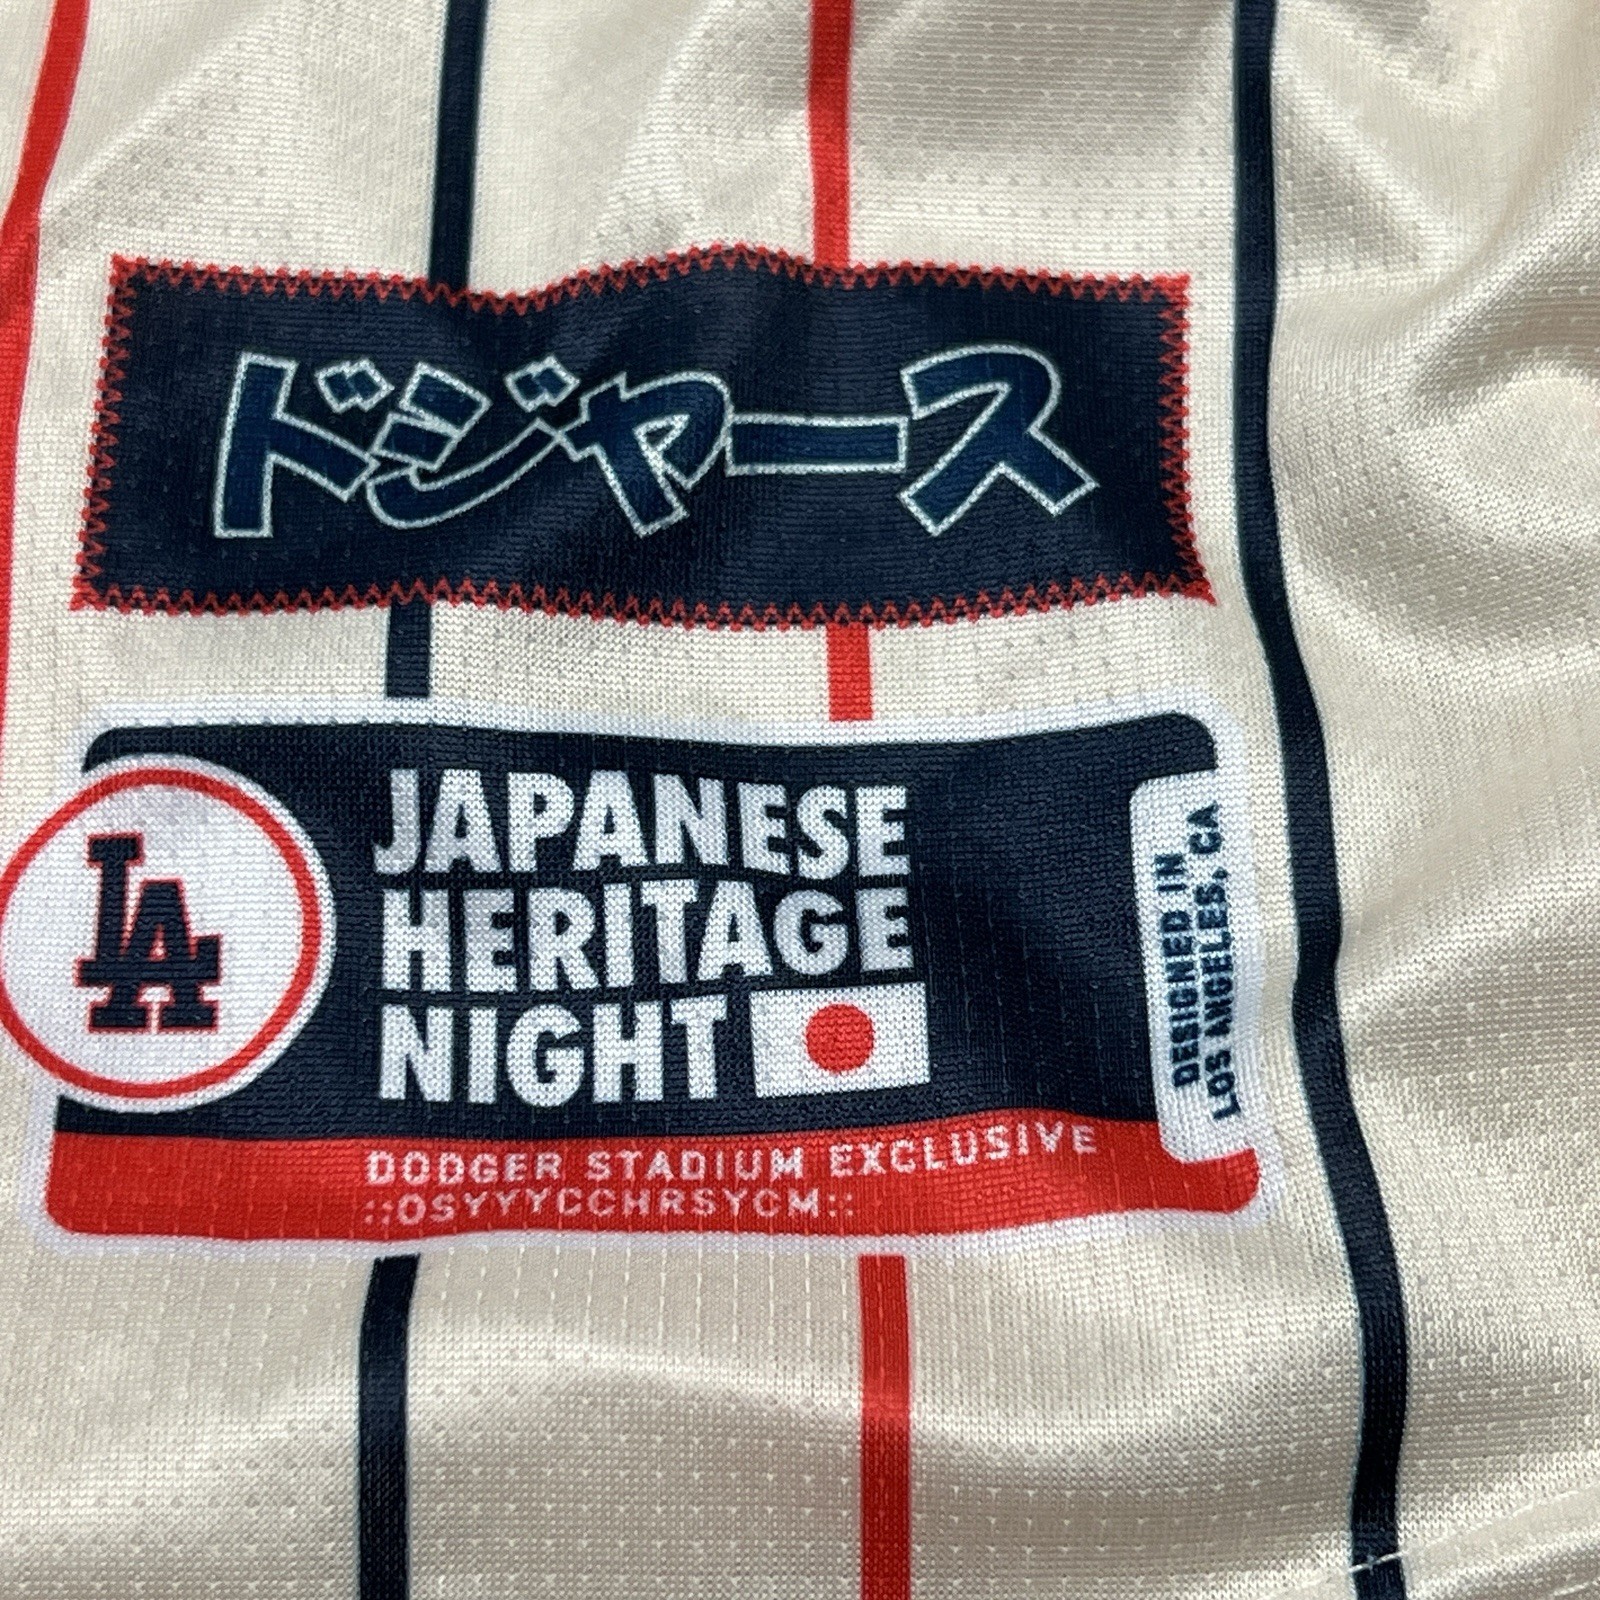 ドジャース
LA
JAPANESE
HERITAGE
NIGHT
DODGER STADIUM EXCLUSIVE
::OSYYYCCHRSYCM::
DESIGNED IN
LOS ANGELES, CA